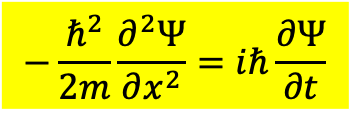 −ħ²/2m ∂²Ψ/∂x² = iħ ∂Ψ/∂t